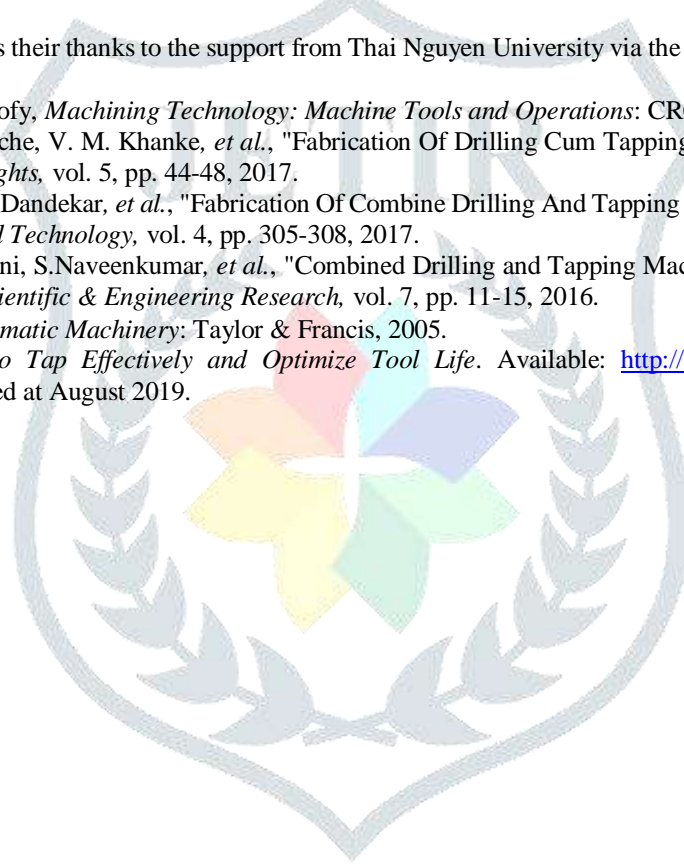 s their thanks to the support from Thai Nguyen University via the
ofy, Machining Technology: Machine Tools and Operations: CRC
che, V. M. Khanke, et al., "Fabrication Of Drilling Cum Tapping
ghts, vol. 5, pp. 44-48, 2017.
Dandekar, et al., "Fabrication Of Combine Drilling And Tapping
d Technology, vol. 4, pp. 305-308, 2017.
ni, S.Naveenkumar, et al., "Combined Drilling and Tapping Mac
ientific & Engineering Research, vol. 7, pp. 11-15, 2016.
matic Machinery: Taylor & Francis, 2005.
o Tap Effectively and Optimize Tool Life. Available: http://
ed at August 2019.
JETIR